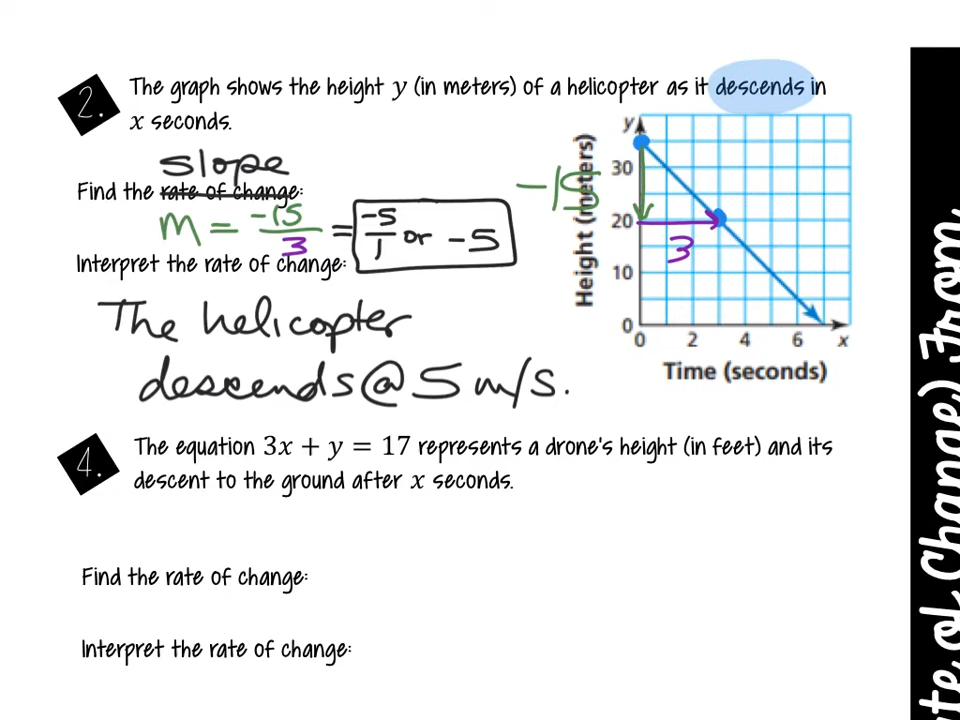 2. The graph shows the height y (in meters) of a helicopter as it descends in
x seconds.
slope
Find the rate of change:
m = -15/3 = -5/1 or -5
Interpret the rate of change:
The helicopter
descends @ 5 m/s.
y
30
20
10
0
0 2 4 6 x
Height (meters)
Time (seconds)
-15
3
4. The equation 3x + y = 17 represents a drone's height (in feet) and its
descent to the ground after x seconds.
Find the rate of change:
Interpret the rate of change:
ate of Change) From